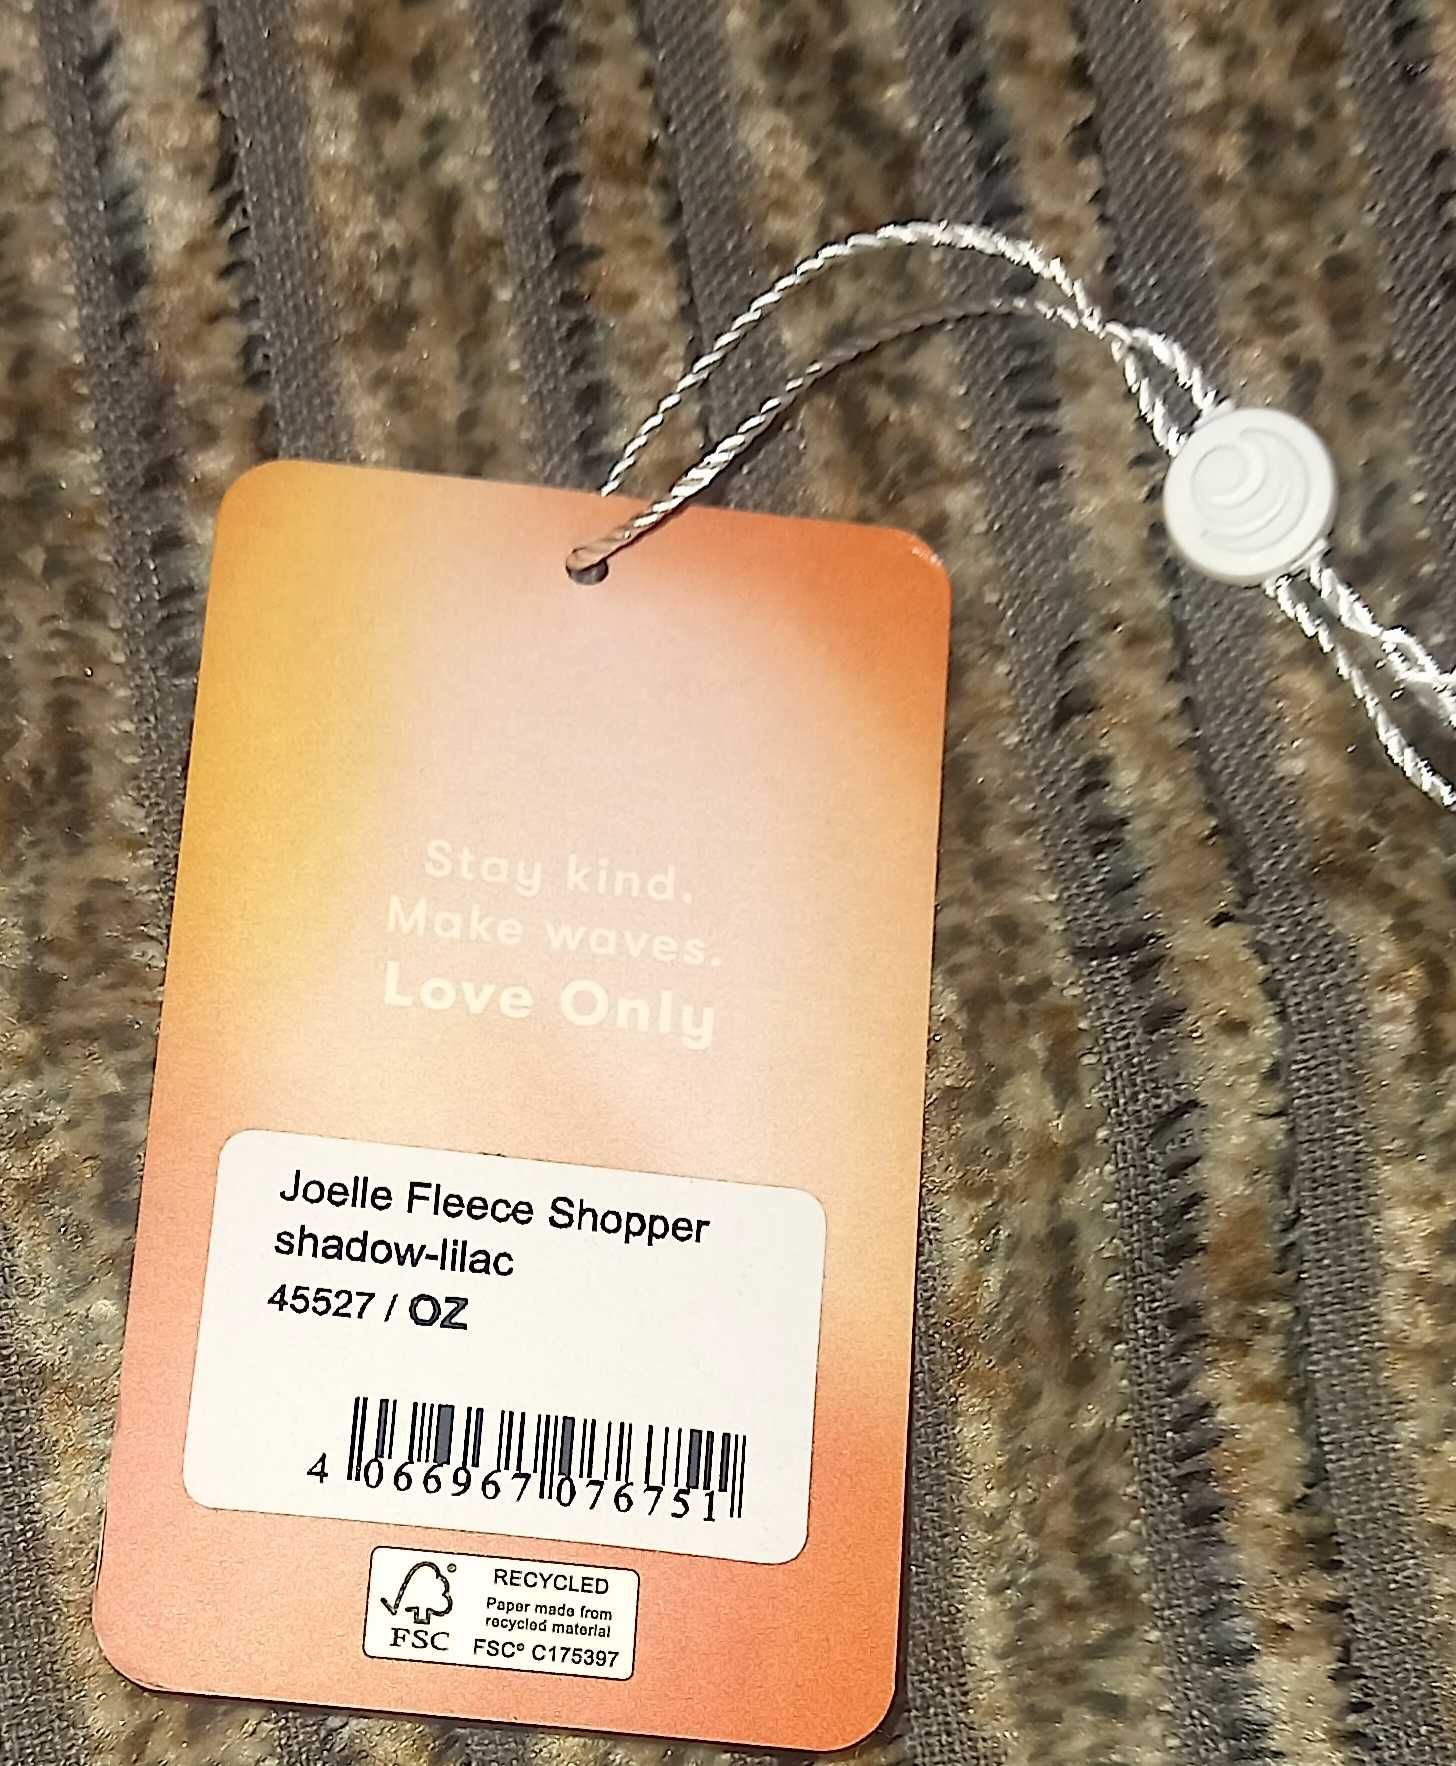 Stay kind.
Make waves.
Love Only
Joelle Fleece Shopper
shadow-lilac
45527 / OZ
4 066967 076751
RECYCLED
Paper made from
recycled material
FSC® C175397
FSC